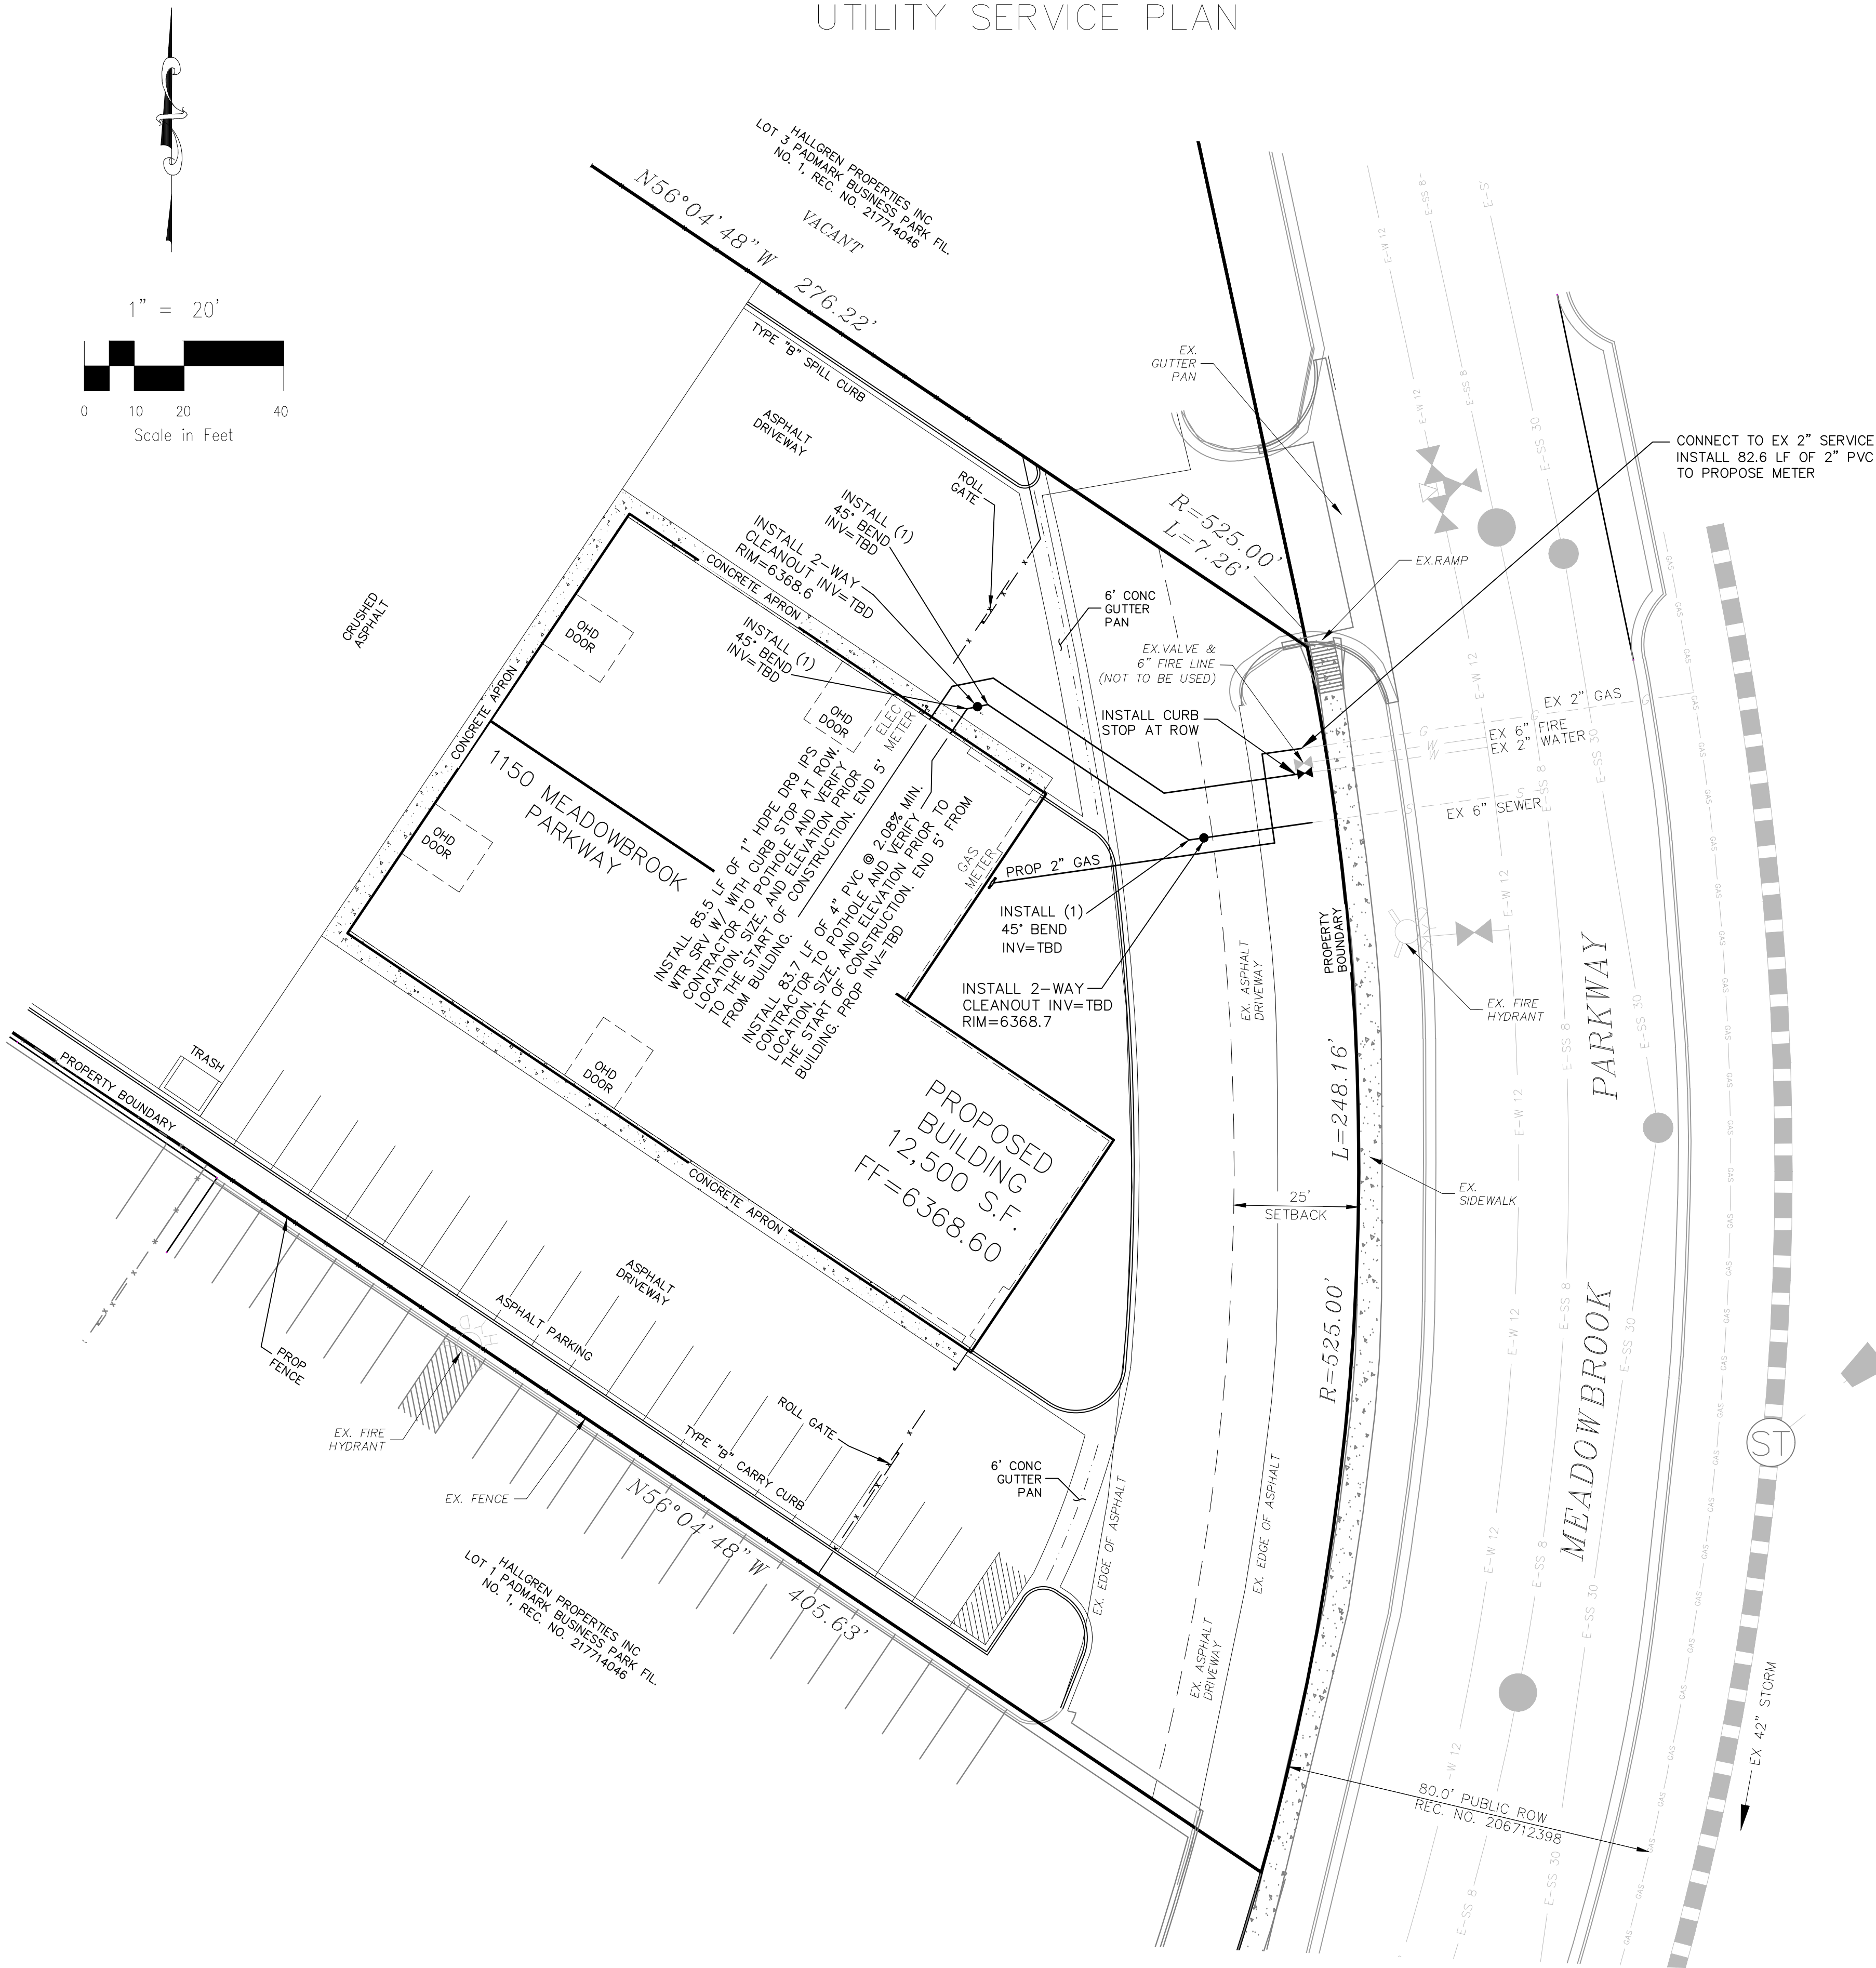 UTILITY SERVICE PLAN
1" = 20'
0 10 20 40
Scale in Feet
HALLGREN PROPERTIES INC
LOT 3 PADMARK BUSINESS PARK FIL.
NO. 1, REC. NO. 217714046
VACANT
N56°04'48"W 276.22'
TYPE "B" SPILL CURB
ASPHALT
DRIVEWAY
ROLL
GATE
INSTALL (1)
45° BEND
INV=TBD
INSTALL 2-WAY
CLEANOUT INV=TBD
RIM=6368.6
INSTALL (1)
45° BEND
INV=TBD
CONCRETE APRON
CRUSHED
ASPHALT
OHD
DOOR
OHD
DOOR
ELEC
METER
CONCRETE APRON
OHD
DOOR
1150 MEADOWBROOK
PARKWAY
EX.
GUTTER
PAN
R=525.00'
L=7.26'
EX.RAMP
CONNECT TO EX 2" SERVICE
INSTALL 82.6 LF OF 2" PVC
TO PROPOSE METER
6' CONC
GUTTER
PAN
EX.VALVE &
6" FIRE LINE
(NOT TO BE USED)
INSTALL CURB
STOP AT ROW
EX 2" GAS
EX 6" FIRE
EX 2" WATER
EX 6" SEWER
INSTALL 85.5 LF OF 1" HDPE DR9 IPS
WTR SRV W/ WITH CURB STOP AT ROW.
CONTRACTOR TO POTHOLE AND VERIFY
LOCATION, SIZE, AND ELEVATION PRIOR
TO THE START OF CONSTRUCTION. END 5'
FROM BUILDING.
INSTALL 83.7 LF OF 4" PVC @ 2.08% MIN.
CONTRACTOR TO POTHOLE AND VERIFY
LOCATION, SIZE, AND ELEVATION PRIOR TO
THE START OF CONSTRUCTION. END 5' FROM
BUILDING. PROP INV=TBD
GAS
METER
PROP 2" GAS
INSTALL (1)
45° BEND
INV=TBD
INSTALL 2-WAY
CLEANOUT INV=TBD
RIM=6368.7
EX. ASPHALT
DRIVEWAY
PROPERTY
BOUNDARY
EX. FIRE
HYDRANT
OHD
DOOR
PROPOSED
BUILDING
12,500 S.F.
FF=6368.60
CONCRETE APRON
TRASH
PROPERTY BOUNDARY
L=248.16'
R=525.00'
25'
SETBACK
EX.
SIDEWALK
MEADOWBROOK PARKWAY
ASPHALT
DRIVEWAY
ASPHALT PARKING
PROP
FENCE
HYD
EX. FIRE
HYDRANT
EX. FENCE
TYPE "B" CARRY CURB
ROLL GATE
6' CONC
GUTTER
PAN
EX. EDGE OF ASPHALT
EX. EDGE OF ASPHALT
EX. ASPHALT
DRIVEWAY
N56°04'48"W 405.63'
HALLGREN PROPERTIES INC
LOT 1 PADMARK BUSINESS PARK FIL.
NO. 1, REC. NO. 217714046
80.0' PUBLIC ROW
REC. NO. 206712398
ST
EX 42" STORM
E-W 12
E-SS 8
E-SS 30
GAS